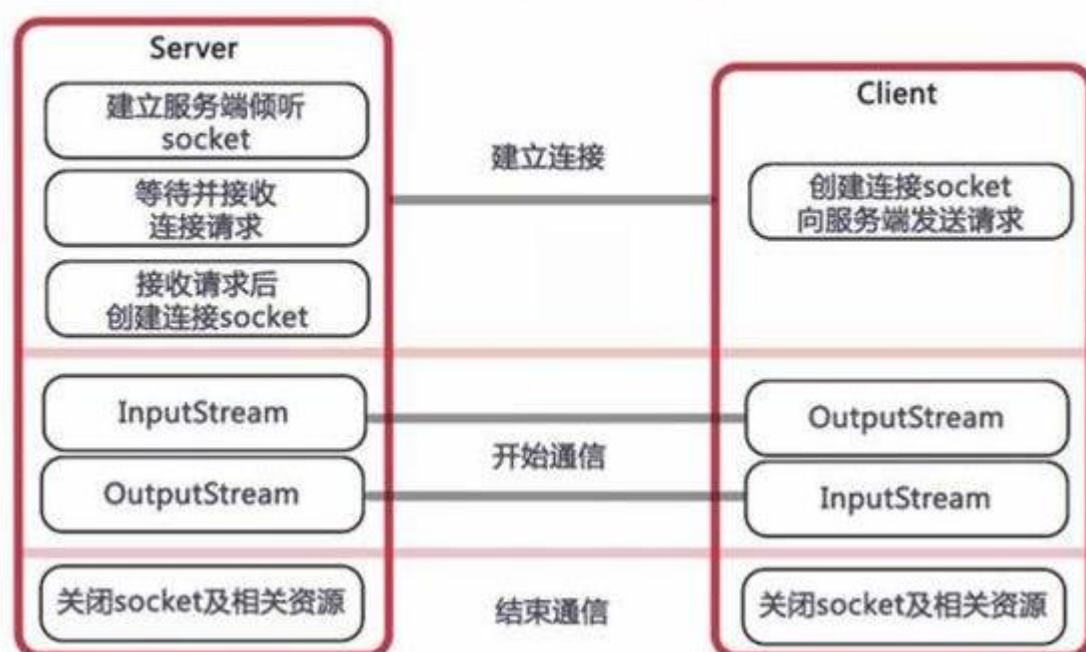 Server
建立服务端倾听
socket
等待并接收
连接请求
接收请求后
创建连接socket
建立连接
Client
创建连接socket
向服务端发送请求
InputStream
OutputStream
开始通信
OutputStream
InputStream
关闭socket及相关资源
结束通信
关闭socket及相关资源